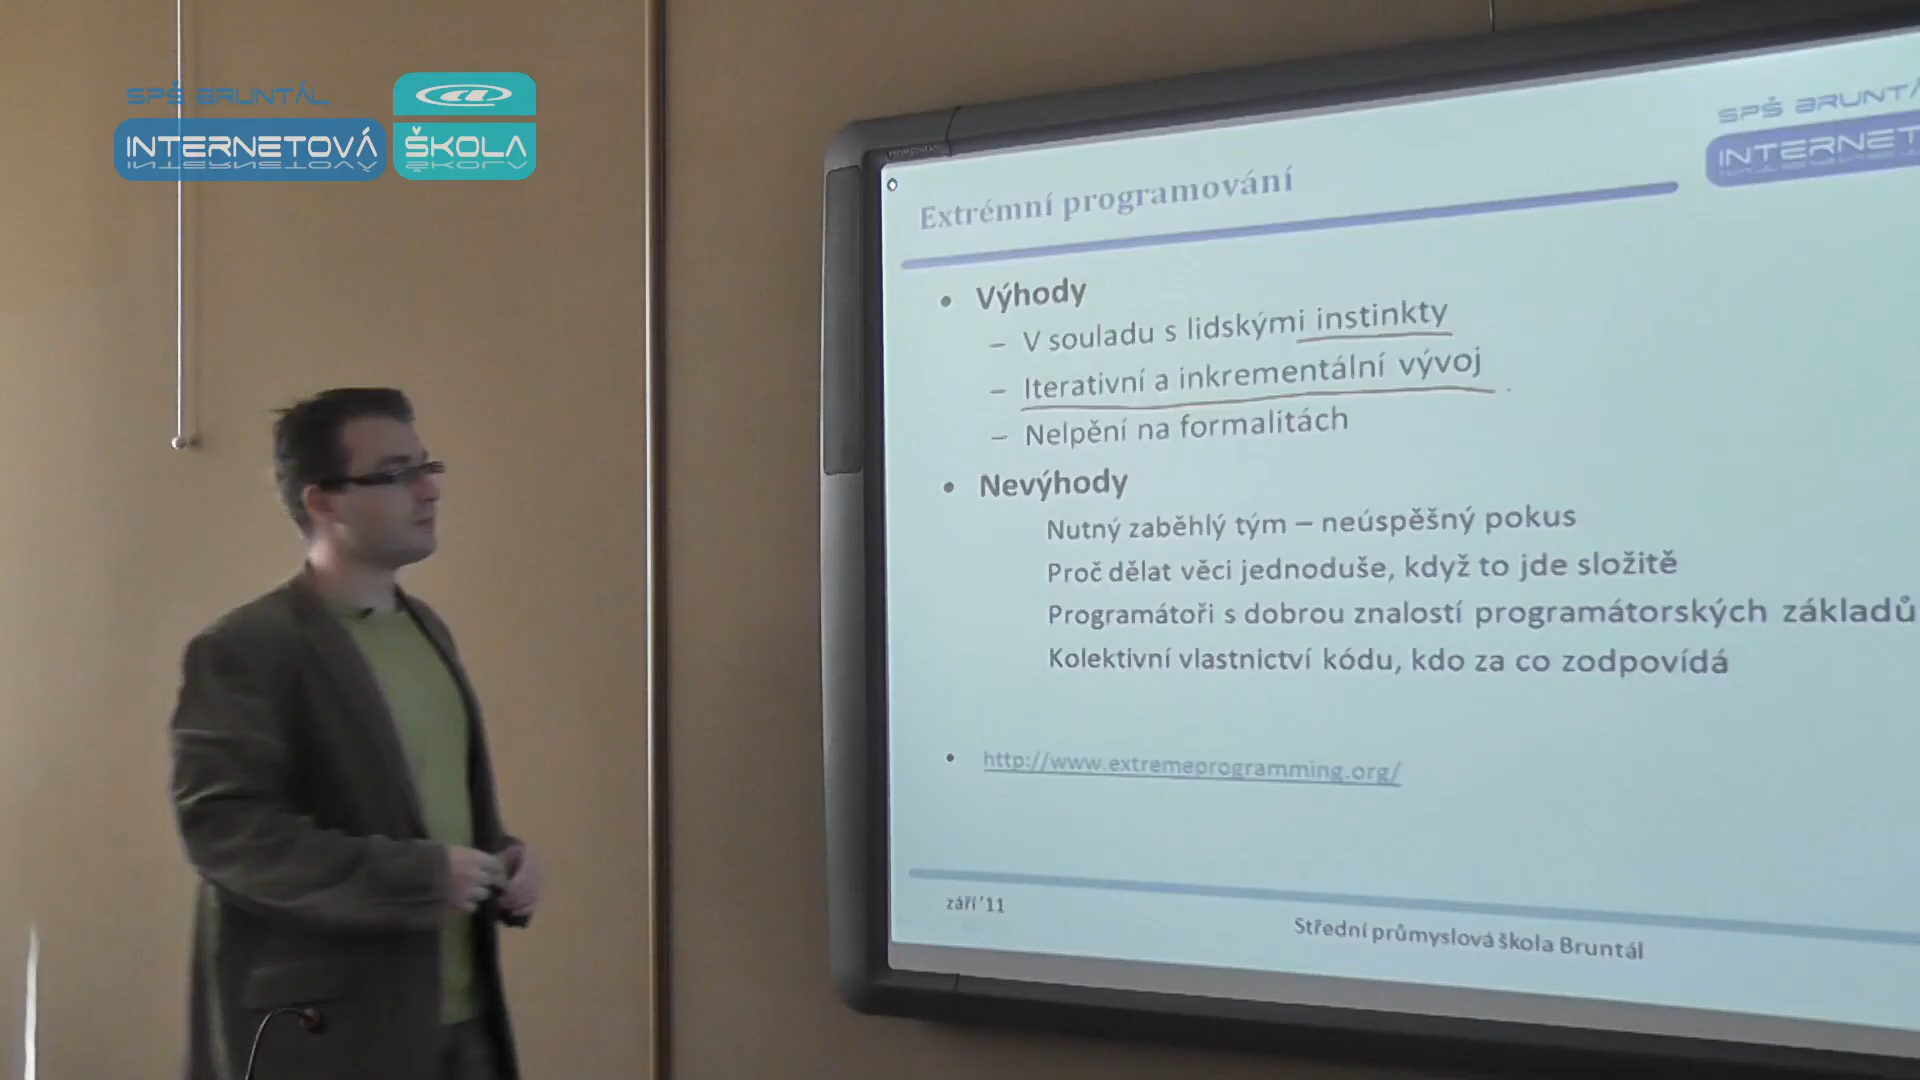 SPŠ BRUNTÁL
INTERNETOVÁ ŠKOLA
SPŠ BRUNTÁ
INTERNET
Extrémní programování
• Výhody
– V souladu s lidskými instinkty
– Iterativní a inkrementální vývoj
– Nelpění na formalitách
• Nevýhody
Nutný zaběhlý tým – neúspěšný pokus
Proč dělat věci jednoduše, když to jde složitě
Programátoři s dobrou znalostí programátorských základů
Kolektivní vlastnictví kódu, kdo za co zodpovídá
• http://www.extremeprogramming.org/
září '11
Střední průmyslová škola Bruntál